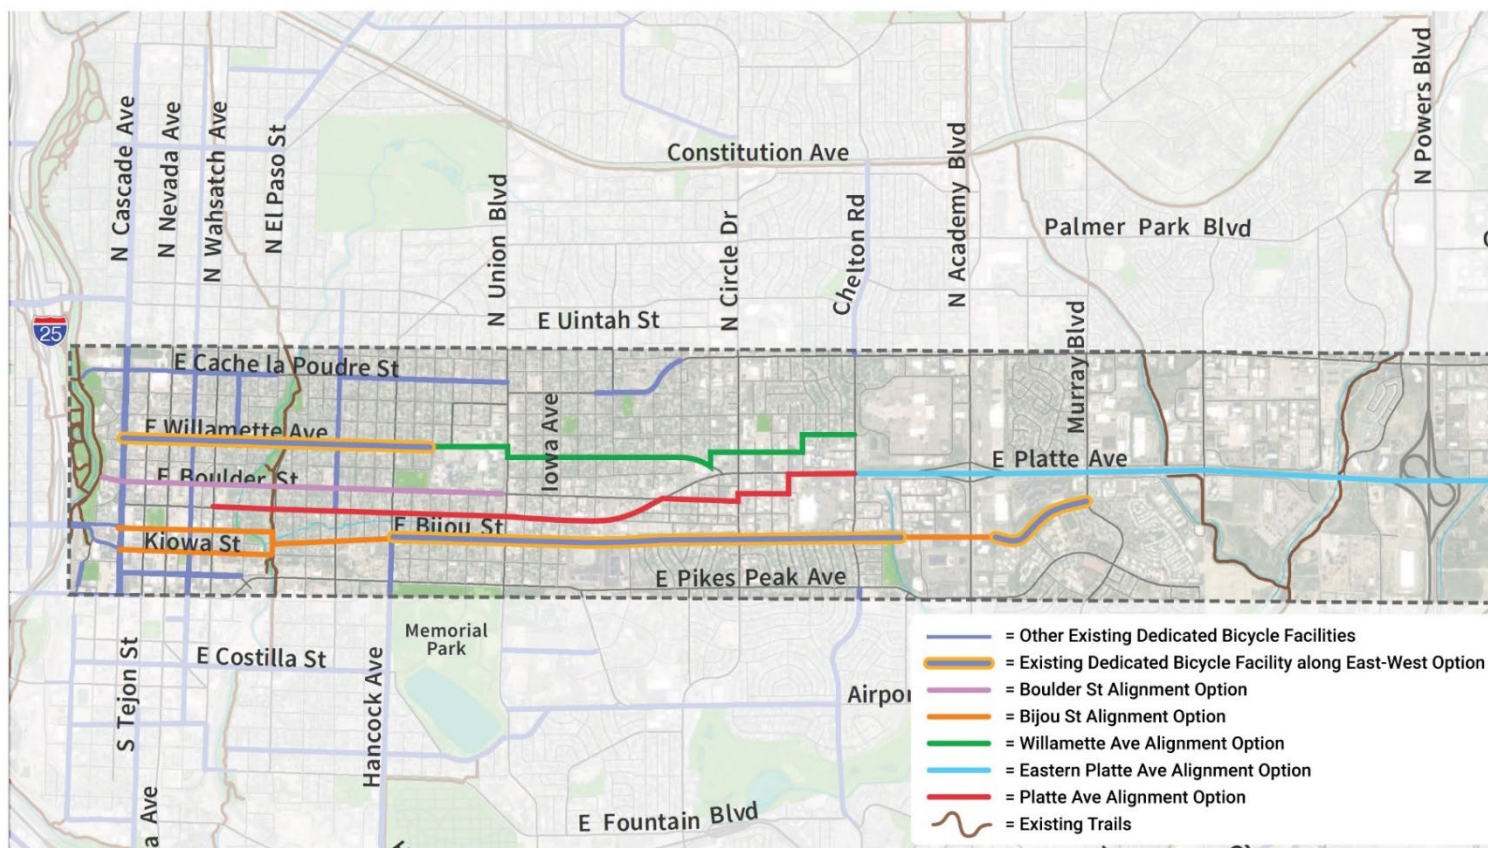 N Cascade Ave
N Nevada Ave
N Wahsatch Ave
N El Paso St
N Union Blvd
Constitution Ave
N Circle Dr
Chelton Rd
N Academy Blvd
Palmer Park Blvd
N Powers Blvd
25
E Uintah St
Murray Blvd
E Cache la Poudre St
E Willamette Ave
Iowa Ave
E Platte Ave
E Boulder St
E Bijou St
Kiowa St
E Pikes Peak Ave
Memorial
Park
E Costilla St
S Tejon St
Hancock Ave
Airpor
a Ave
E Fountain Blvd
= Other Existing Dedicated Bicycle Facilities
= Existing Dedicated Bicycle Facility along East-West Option
= Boulder St Alignment Option
= Bijou St Alignment Option
= Willamette Ave Alignment Option
= Eastern Platte Ave Alignment Option
= Platte Ave Alignment Option
= Existing Trails